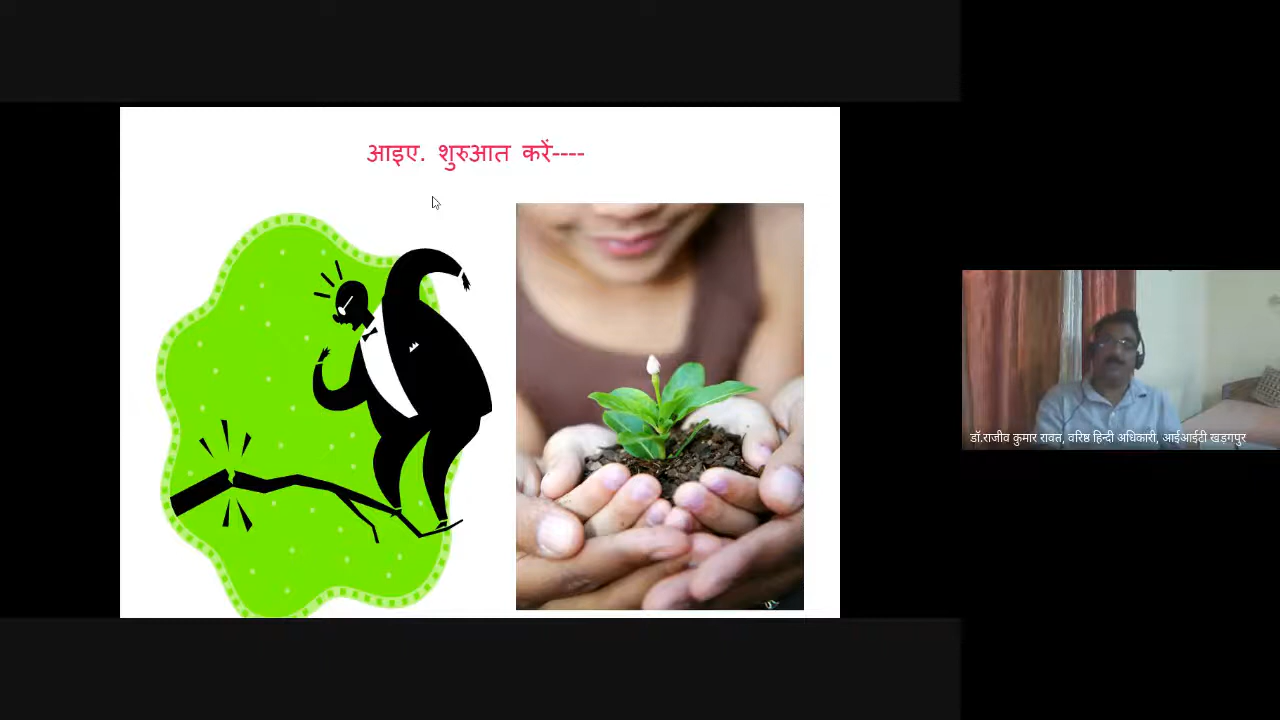 आइए. शुरुआत करें----
डॉ.राजीव कुमार रावत, वरिष्ठ हिन्दी अधिकारी, आईआईटी खड़गपुर